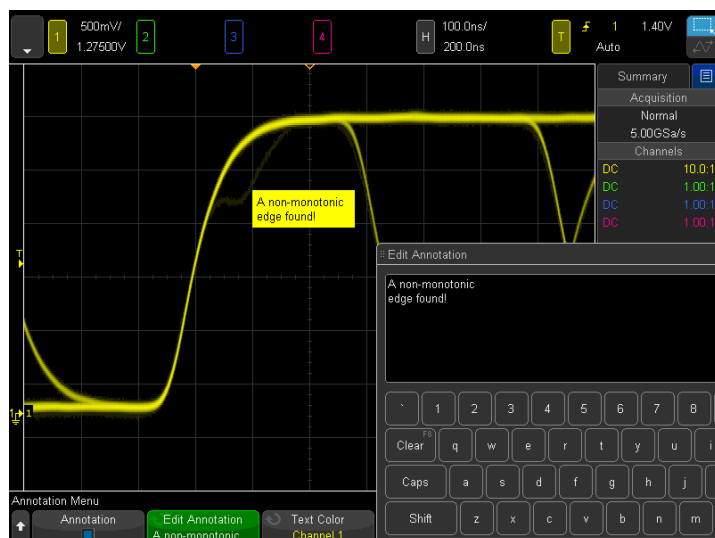 1 500mV/ 2 3 4 H 100.0ns/ T 1 1.40V
1.27500V 200.0ns Auto
Summary
Acquisition
Normal
5.00GSa/s
Channels
DC 10.0:1
DC 1.00:1
DC 1.00:1
DC 1.00:1
A non-monotonic
edge found!
T
1
1
Edit Annotation
A non-monotonic
edge found!
` 1 2 3 4 5 6 7 8
Clear F8 q w e r t y u i
Caps a s d f g h j
Shift z x c v b n m
Annotation Menu
Annotation Edit Annotation Text Color
A non-monotonic Channel 1